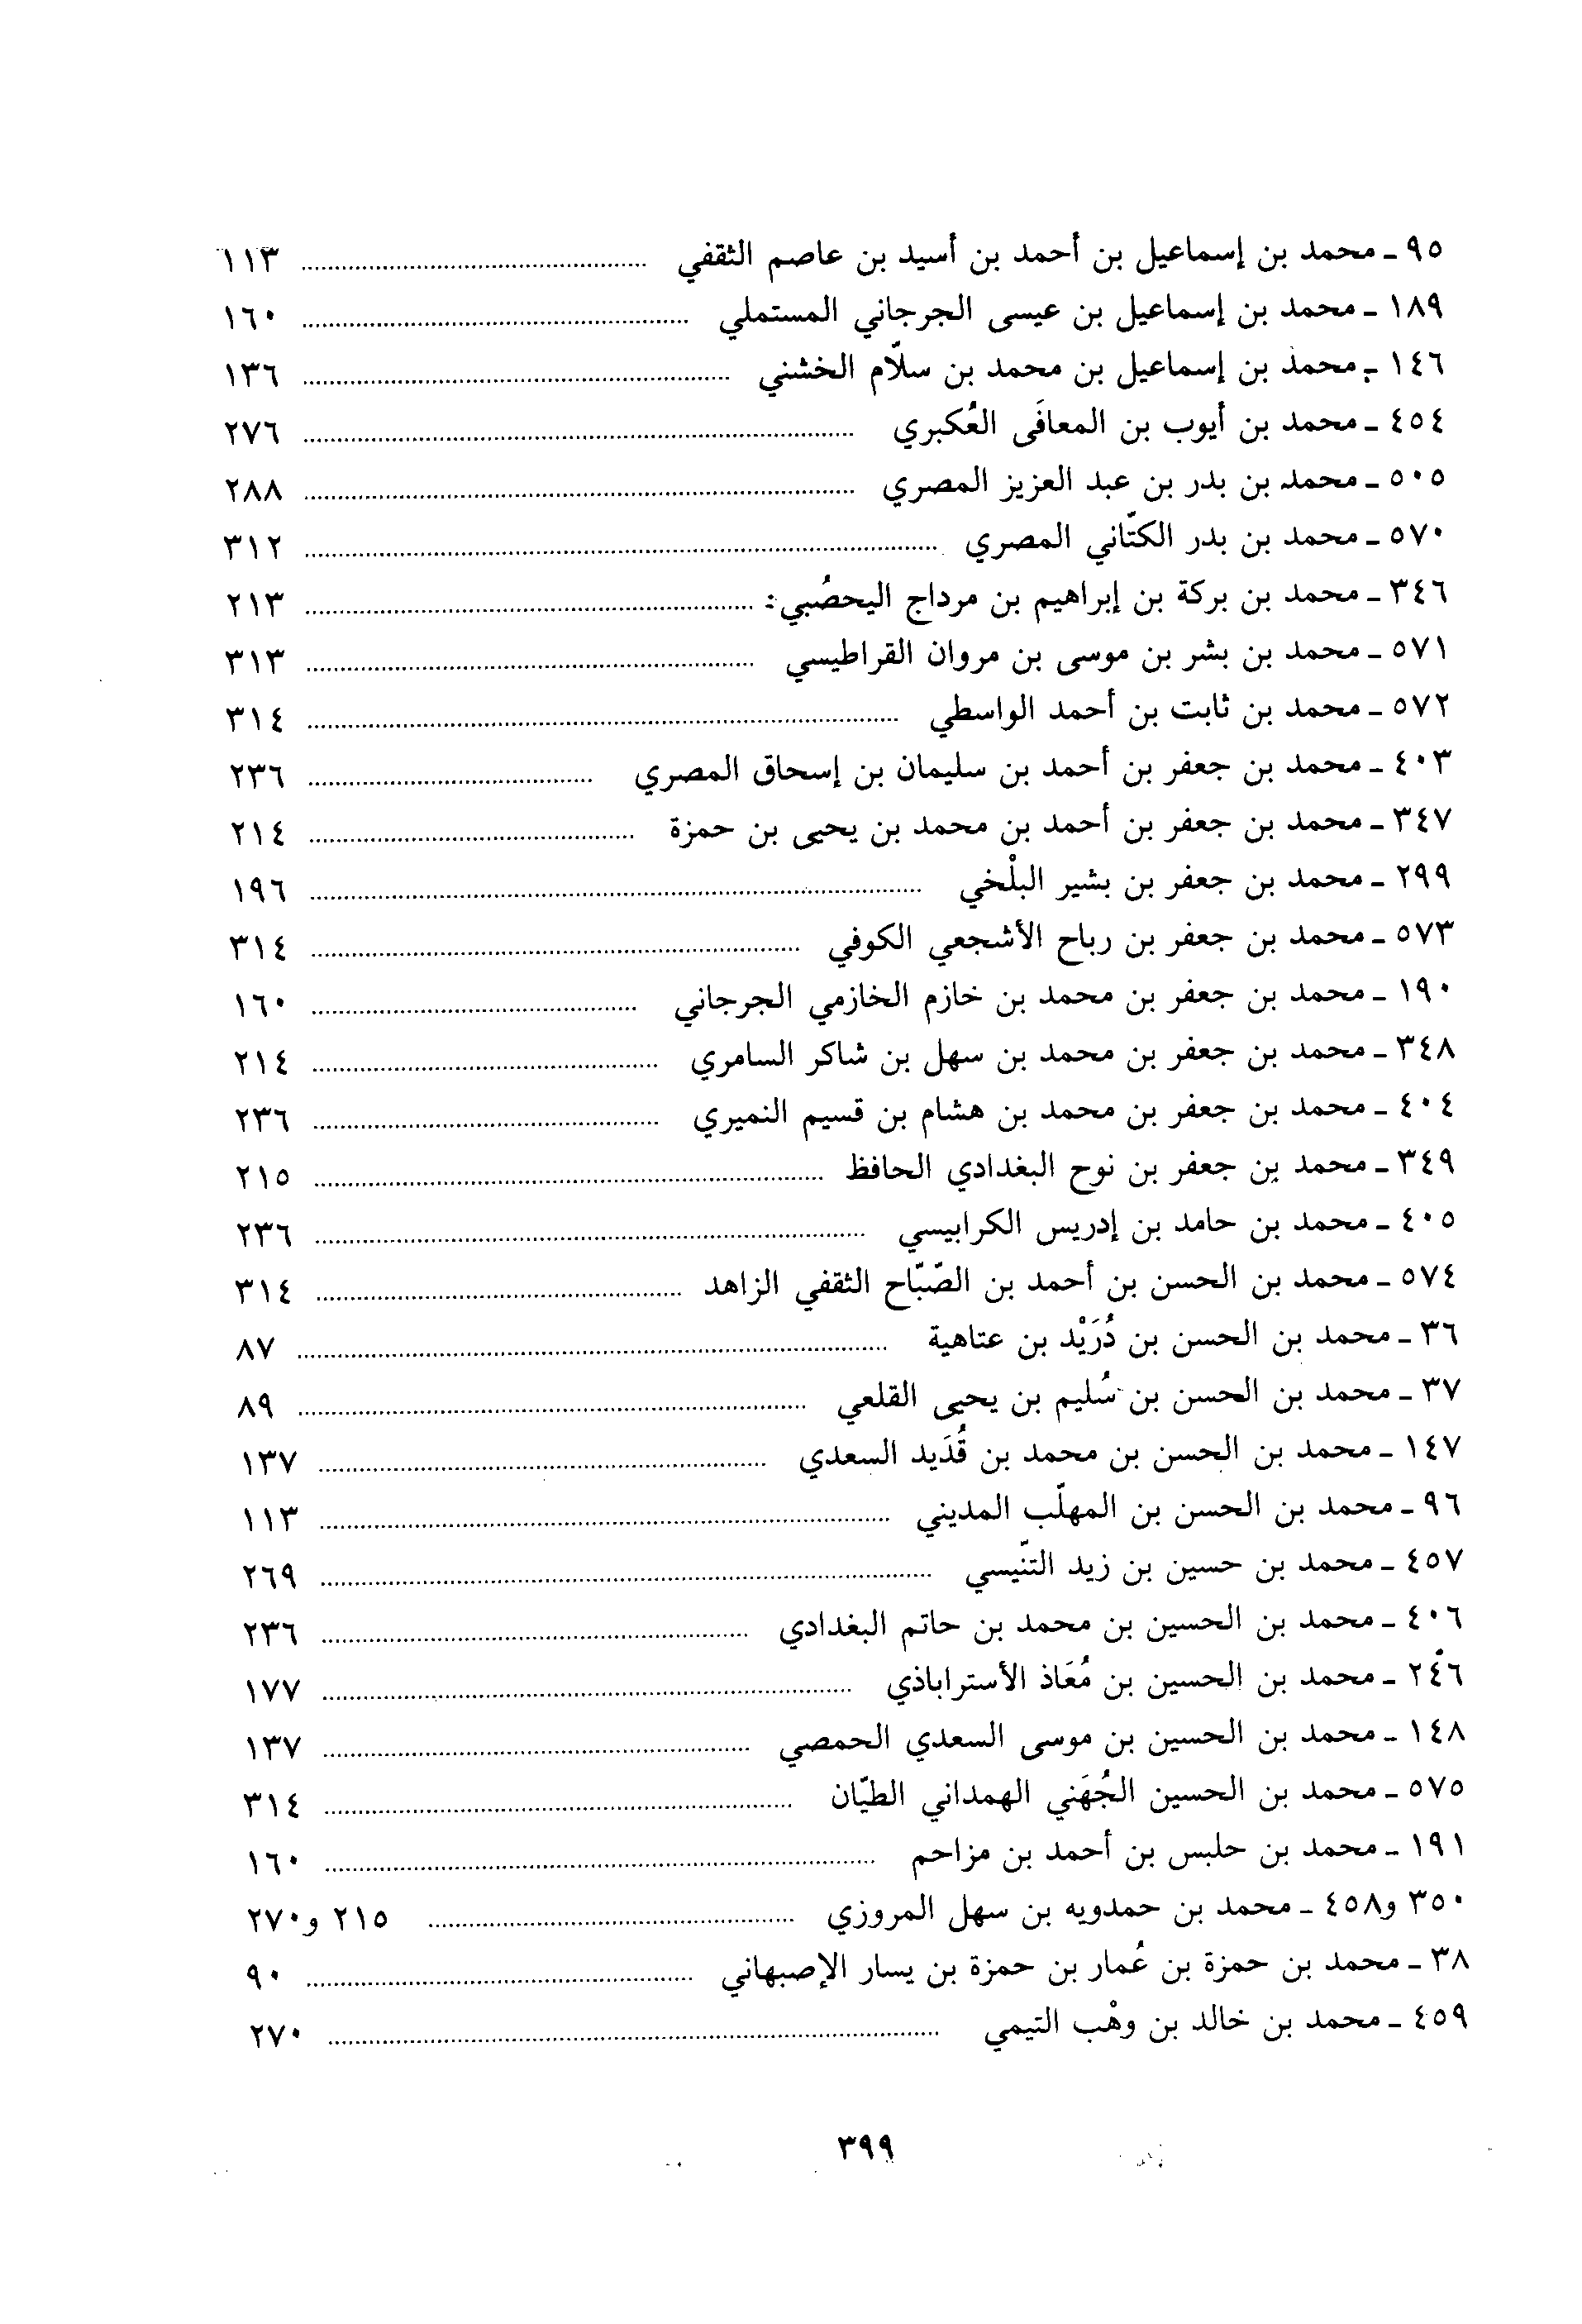 ٩٥ ـ محمد بن إسماعيل بن أحمد بن أسيد بن عاصم الثقفي ........ ١١٣
١٨٩ ـ محمد بن إسماعيل بن عيسى الجرجاني المستملي ........ ١٦٠
١٤٦ ـ محمد بن إسماعيل بن محمد بن سلّام الخشني ........ ١٣٦
٤٥٤ ـ محمد بن أيوب بن المعافَى العُكبري ........ ٢٧٦
٥٠٥ ـ محمد بن بدر بن عبد العزيز المصري ........ ٢٨٨
٥٧٠ ـ محمد بن بدر الكتّاني المصري ........ ٣١٢
٣٤٦ ـ محمد بن بركة بن إبراهيم بن مرداج اليحصُبي: ........ ٢١٣
٥٧١ ـ محمد بن بشر بن موسى بن مروان القراطيسي ........ ٣١٣
٥٧٢ ـ محمد بن ثابت بن أحمد الواسطي ........ ٣١٤
٤٠٣ ـ محمد بن جعفر بن أحمد بن سليمان بن إسحاق المصري ........ ٢٣٦
٣٤٧ ـ محمد بن جعفر بن أحمد بن محمد بن يحيى بن حمزة ........ ٢١٤
٢٩٩ ـ محمد بن جعفر بن بشير البلْخي ........ ١٩٦
٥٧٣ ـ محمد بن جعفر بن رباح الأشجعي الكوفي ........ ٣١٤
١٩٠ ـ محمد بن جعفر بن محمد بن خازم الخازمي الجرجاني ........ ١٦٠
٣٤٨ ـ محمد بن جعفر بن محمد بن سهل بن شاكر السامري ........ ٢١٤
٤٠٤ ـ محمد بن جعفر بن محمد بن هشام بن قسيم النميري ........ ٢٣٦
٣٤٩ ـ محمد بن جعفر بن نوح البغدادي الحافظ ........ ٢١٥
٤٠٥ ـ محمد بن حامد بن إدريس الكرابيسي ........ ٢٣٦
٥٧٤ ـ محمد بن الحسن بن أحمد بن الصّبّاح الثقفي الزاهد ........ ٣١٤
٣٦ ـ محمد بن الحسن بن دُرَيْد بن عتاهية ........ ٨٧
٣٧ ـ محمد بن الحسن بن سُليم بن يحيى القلعي ........ ٨٩
١٤٧ ـ محمد بن الحسن بن محمد بن قُدَيد السعدي ........ ١٣٧
٩٦ ـ محمد بن الحسن بن المهلّب المديني ........ ١١٣
٤٥٧ ـ محمد بن حسين بن زيد التنّيسي ........ ٢٦٩
٤٠٦ ـ محمد بن الحسين بن محمد بن حاتم البغدادي ........ ٢٣٦
٢٤٦ ـ محمد بن الحسين بن مُعَاذ الأستراباذي ........ ١٧٧
١٤٨ ـ محمد بن الحسين بن موسى السعدي الحمصي ........ ١٣٧
٥٧٥ ـ محمد بن الحسين الجُهَني الهمداني الطيّان ........ ٣١٤
١٩١ ـ محمد بن حلبس بن أحمد بن مزاحم ........ ١٦٠
٣٥٠ و٤٥٨ ـ محمد بن حمدويه بن سهل المروزي ........ ٢١٥ و٢٧٠
٣٨ ـ محمد بن حمزة بن عُمار بن حمزة بن يسار الإصبهاني ........ ٩٠
٤٥٩ ـ محمد بن خالد بن وهْب التيمي ........ ٢٧٠
٣٩٩